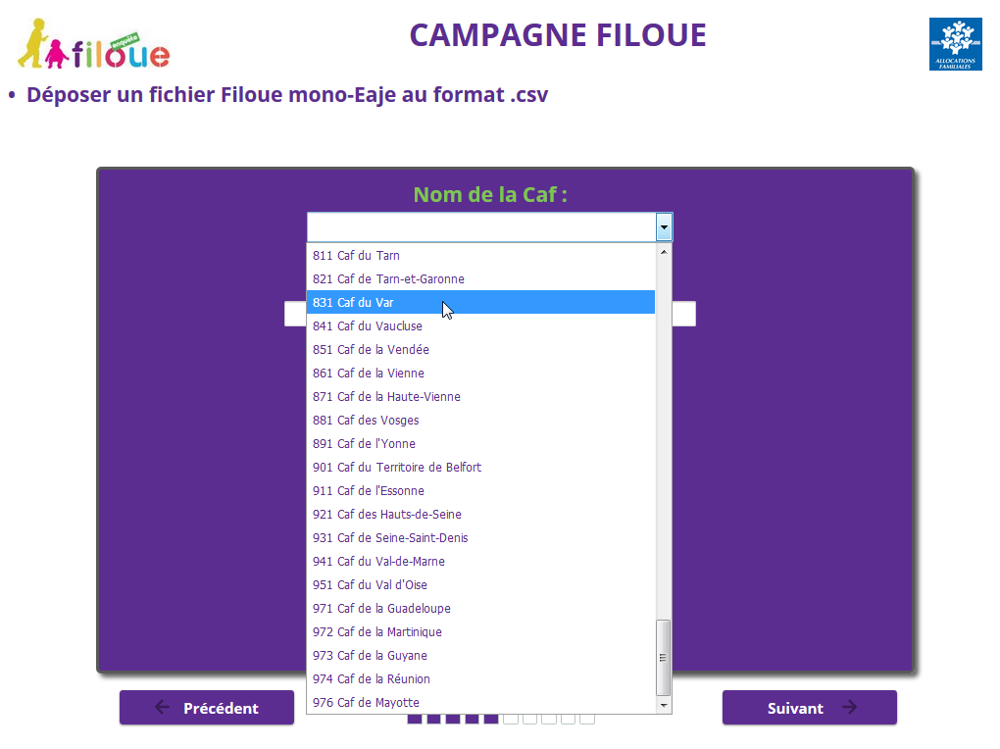 enquête
filoue
CAMPAGNE FILOUE
ALLOCATIONS
FAMILIALES
• Déposer un fichier Filoue mono-Eaje au format .csv
Nom de la Caf :
811 Caf du Tarn
821 Caf de Tarn-et-Garonne
831 Caf du Var
841 Caf du Vaucluse
851 Caf de la Vendée
861 Caf de la Vienne
871 Caf de la Haute-Vienne
881 Caf des Vosges
891 Caf de l'Yonne
901 Caf du Territoire de Belfort
911 Caf de l'Essonne
921 Caf des Hauts-de-Seine
931 Caf de Seine-Saint-Denis
941 Caf du Val-de-Marne
951 Caf du Val d'Oise
971 Caf de la Guadeloupe
972 Caf de la Martinique
973 Caf de la Guyane
974 Caf de la Réunion
976 Caf de Mayotte
Précédent
Suivant